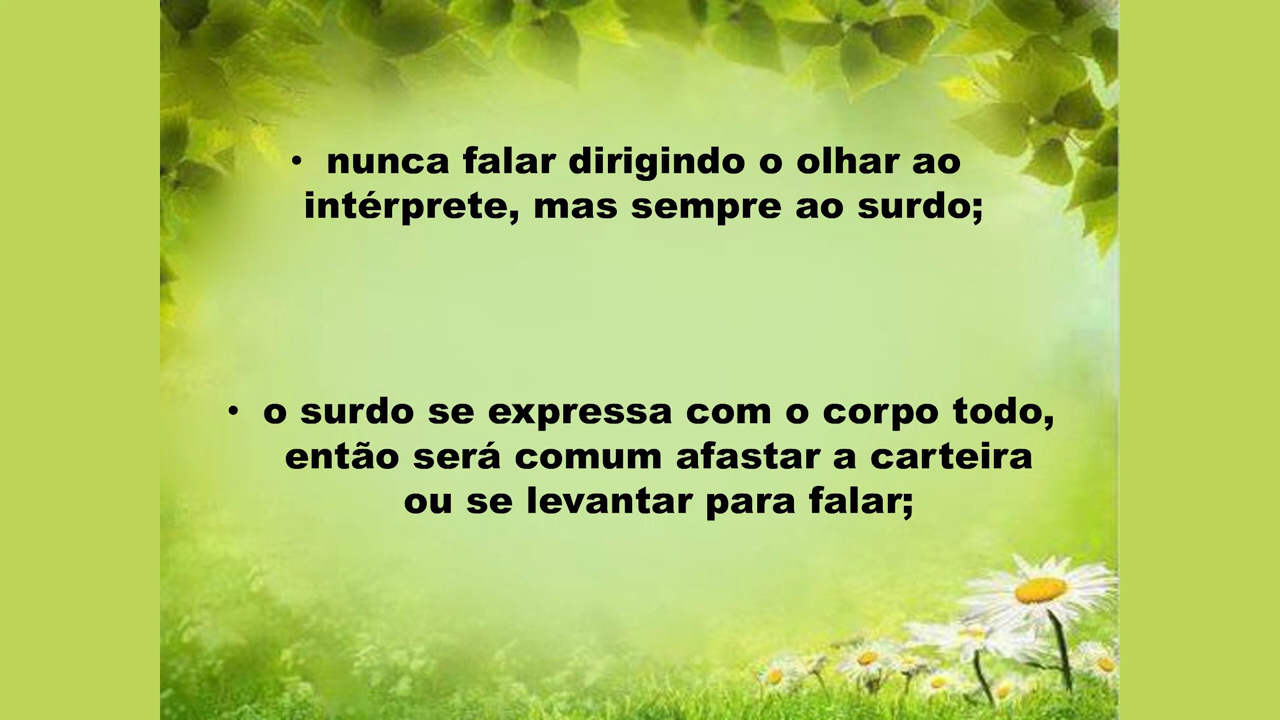 • nunca falar dirigindo o olhar ao
intérprete, mas sempre ao surdo;
• o surdo se expressa com o corpo todo,
então será comum afastar a carteira
ou se levantar para falar;